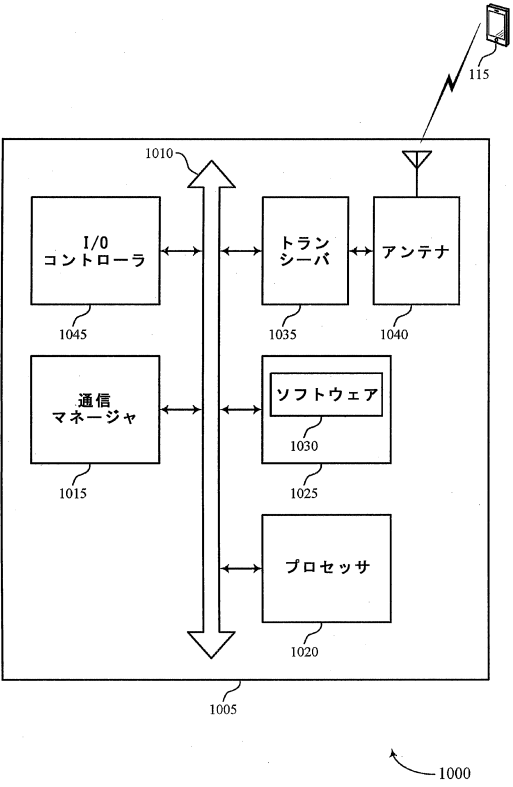 115
1010
I/O
コントローラ
1045
トラン
シーバ
1035
アンテナ
1040
通信
マネージャ
1015
ソフトウェア
1030
1025
プロセッサ
1020
1005
1000